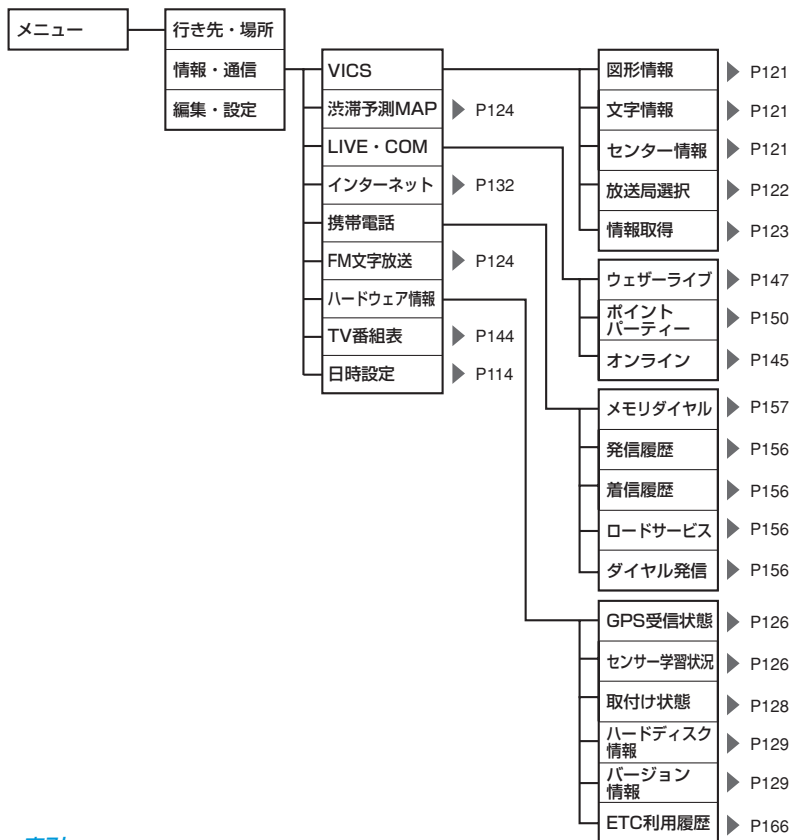 メニュー
行き先・場所
情報・通信
編集・設定
VICS
渋滞予測MAP ▶ P124
LIVE・COM
インターネット ▶ P132
携帯電話
FM文字放送 ▶ P124
ハードウェア情報
TV番組表 ▶ P144
日時設定 ▶ P114
図形情報 ▶ P121
文字情報 ▶ P121
センター情報 ▶ P121
放送局選択 ▶ P122
情報取得 ▶ P123
ウェザーライブ ▶ P147
ポイント
パーティー ▶ P150
オンライン ▶ P145
メモリダイヤル ▶ P157
発信履歴 ▶ P156
着信履歴 ▶ P156
ロードサービス ▶ P156
ダイヤル発信 ▶ P156
GPS受信状態 ▶ P126
センサー学習状況 ▶ P126
取付け状態 ▶ P128
ハードディスク
情報 ▶ P129
バージョン
情報 ▶ P129
ETC利用履歴 ▶ P166